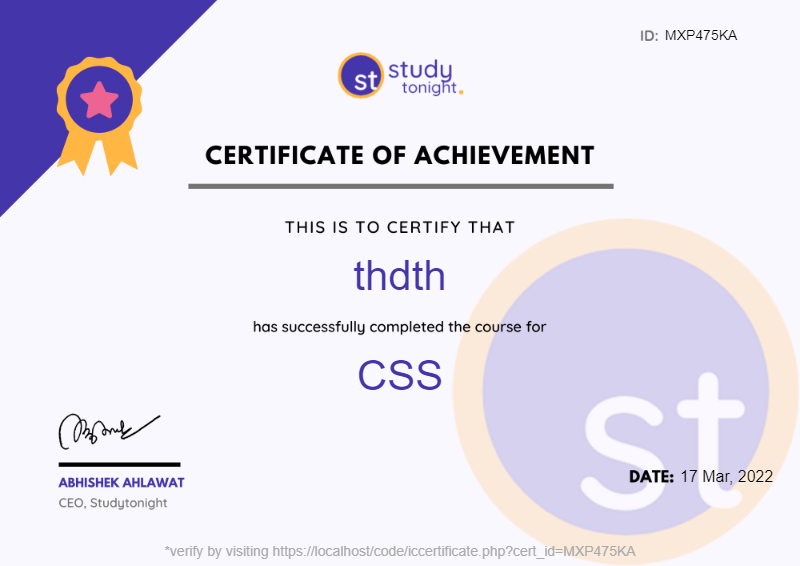 ID: MXP475KA
st study
tonight.
CERTIFICATE OF ACHIEVEMENT
THIS IS TO CERTIFY THAT
thdth
has successfully completed the course for
CSS
st
ABHISHEK AHLAWAT
CEO, Studytonight
DATE: 17 Mar, 2022
*verify by visiting https://localhost/code/iccertificate.php?cert_id=MXP475KA